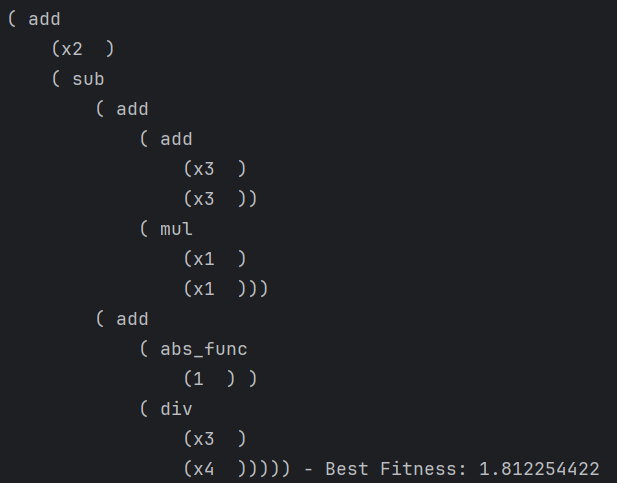 ( add
    (x2  )
    ( sub
        ( add
            ( add
                (x3  )
                (x3  ))
            ( mul
                (x1  )
                (x1  )))
        ( add
            ( abs_func
                (1  ) )
            ( div
                (x3  )
                (x4  ))))) - Best Fitness: 1.812254422